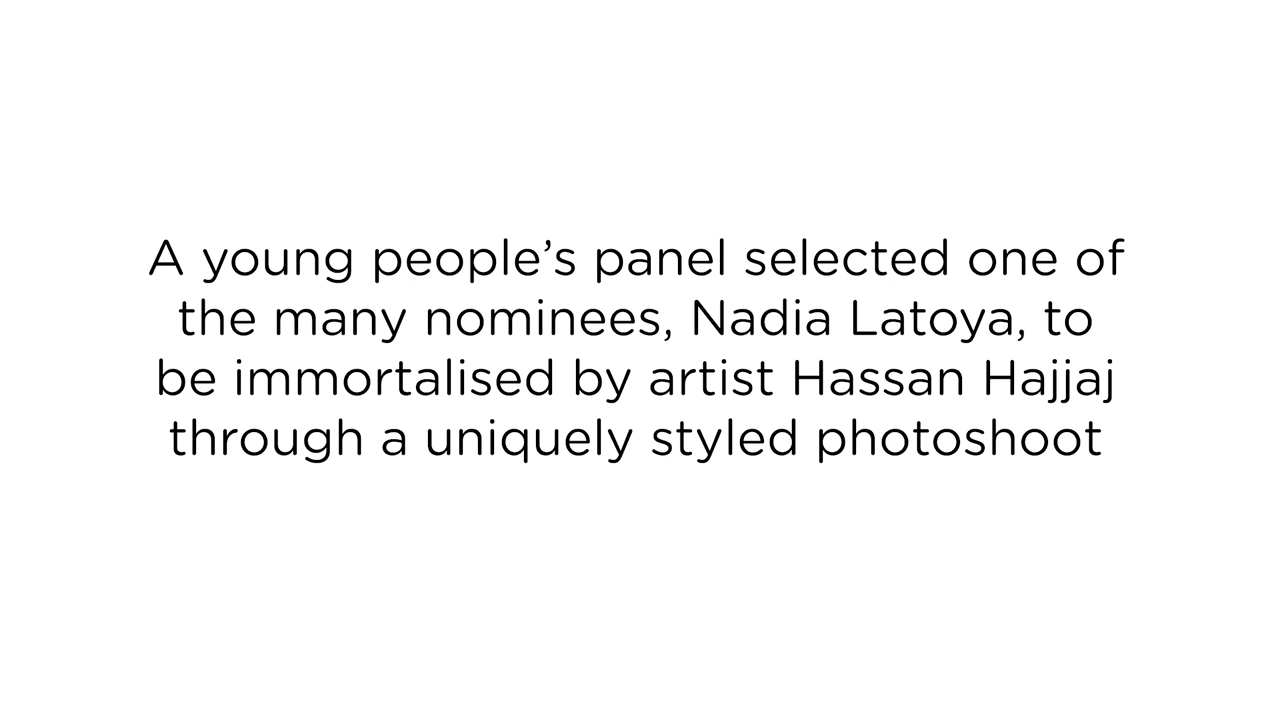 A young people’s panel selected one of
the many nominees, Nadia Latoya, to
be immortalised by artist Hassan Hajjaj
through a uniquely styled photoshoot